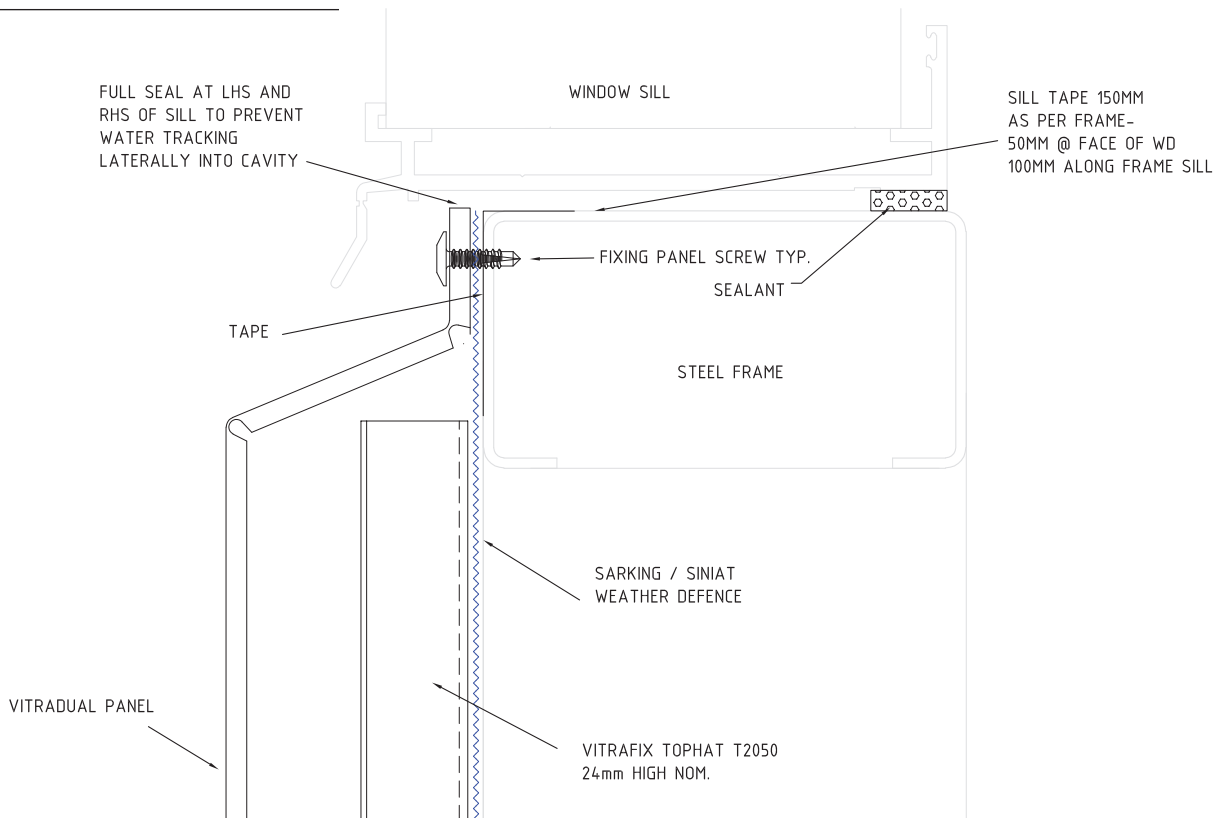 FULL SEAL AT LHS AND
RHS OF SILL TO PREVENT
WATER TRACKING
LATERALLY INTO CAVITY
WINDOW SILL
SILL TAPE 150MM
AS PER FRAME-
50MM @ FACE OF WD
100MM ALONG FRAME SILL
FIXING PANEL SCREW TYP.
SEALANT
TAPE
STEEL FRAME
SARKING / SINIAT
WEATHER DEFENCE
VITRADUAL PANEL
VITRAFIX TOPHAT T2050
24mm HIGH NOM.